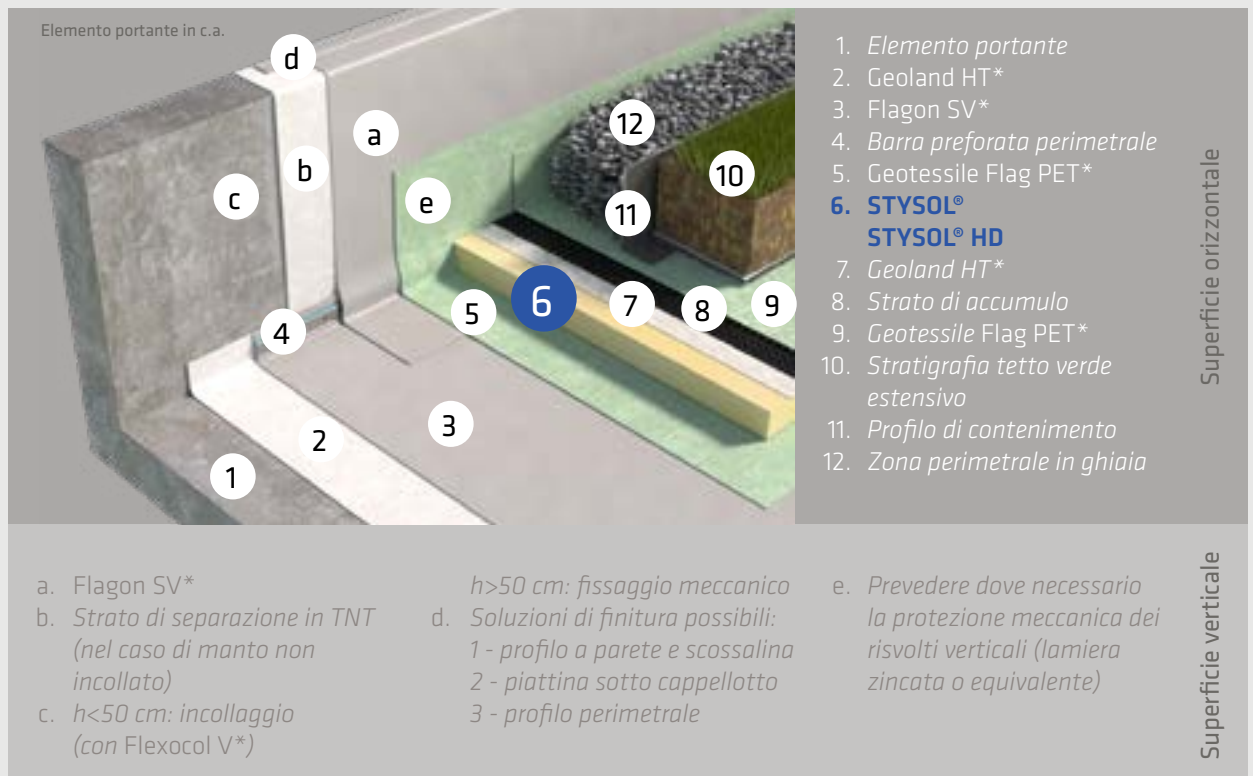 Elemento portante in c.a.
d
a
b
c
e
12
10
11
6
5
7
8
9
4
3
2
1
1. Elemento portante
2. Geoland HT*
3. Flagon SV*
4. Barra preforata perimetrale
5. Geotessile Flag PET*
6. STYSOL®
STYSOL® HD
7. Geoland HT*
8. Strato di accumulo
9. Geotessile Flag PET*
10. Stratigrafia tetto verde
estensivo
11. Profilo di contenimento
12. Zona perimetrale in ghiaia
Superficie orizzontale
a. Flagon SV*
b. Strato di separazione in TNT
(nel caso di manto non
incollato)
c. h<50 cm: incollaggio
(con Flexocol V*)
h>50 cm: fissaggio meccanico
d. Soluzioni di finitura possibili:
1 - profilo a parete e scossalina
2 - piattina sotto cappellotto
3 - profilo perimetrale
e. Prevedere dove necessario
la protezione meccanica dei
risvolti verticali (lamiera
zincata o equivalente)
Superficie verticale